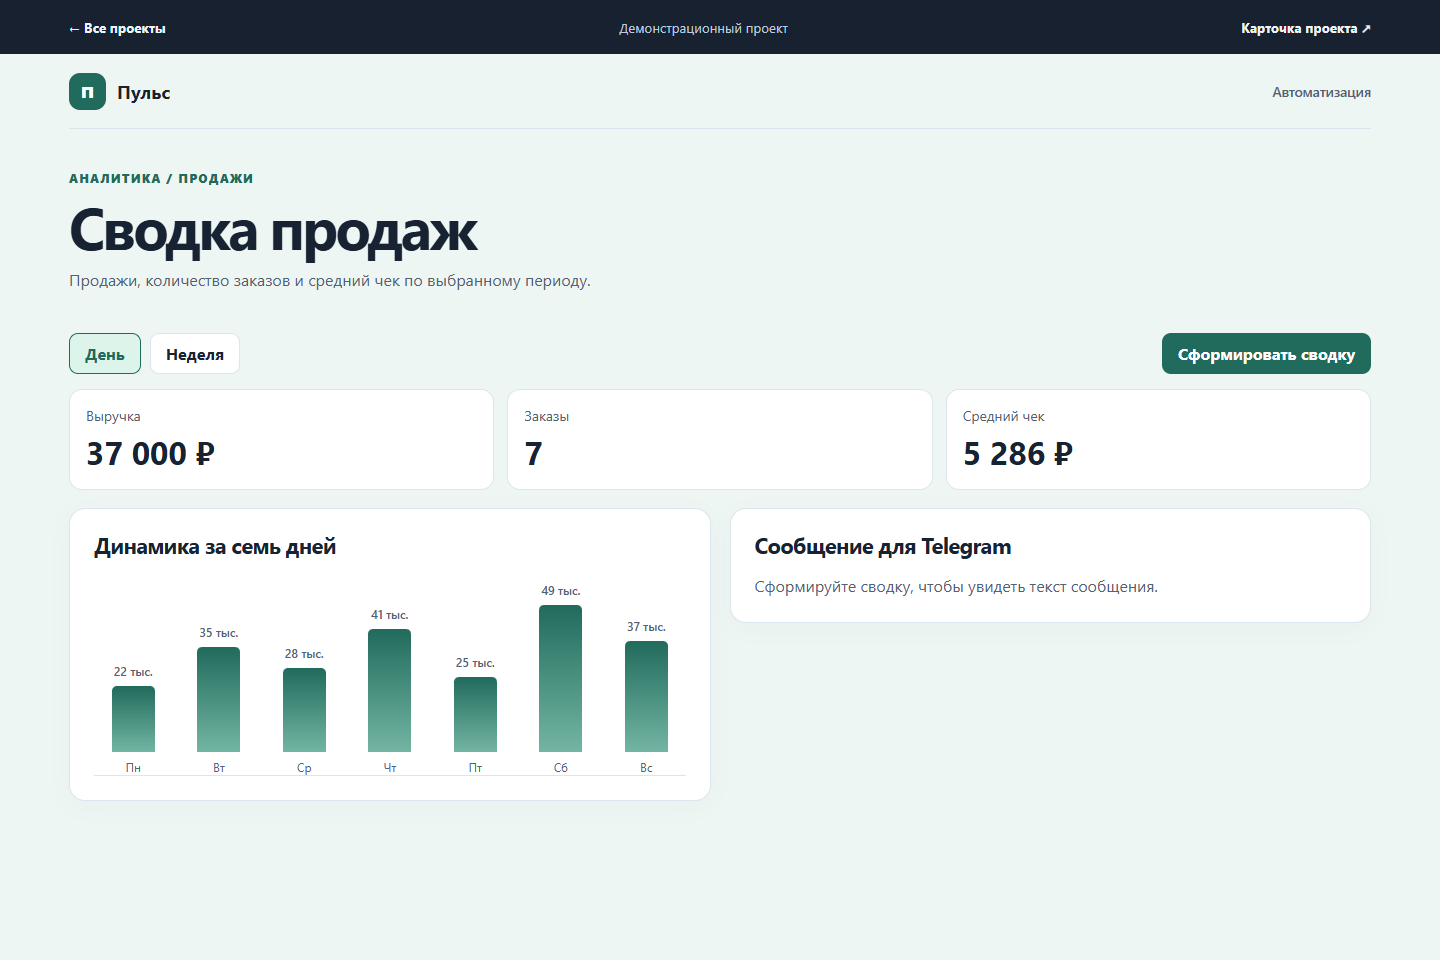 ← Все проекты
Демонстрационный проект
Карточка проекта ↗
П
Пульс
Автоматизация
АНАЛИТИКА / ПРОДАЖИ
Сводка продаж
Продажи, количество заказов и средний чек по выбранному периоду.
День
Неделя
Сформировать сводку
Выручка
37 000 ₽
Заказы
7
Средний чек
5 286 ₽
Динамика за семь дней
22 тыс.
35 тыс.
28 тыс.
41 тыс.
25 тыс.
49 тыс.
37 тыс.
Пн
Вт
Ср
Чт
Пт
Сб
Вс
Сообщение для Telegram
Сформируйте сводку, чтобы увидеть текст сообщения.